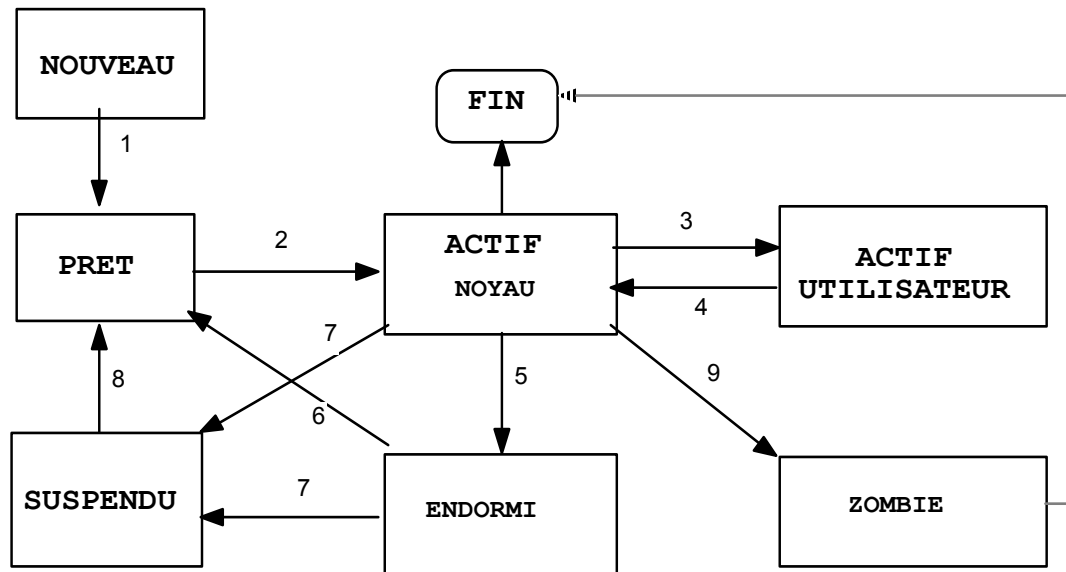 NOUVEAU
FIN
1
PRET
2
ACTIF
NOYAU
3
ACTIF
UTILISATEUR
4
7
5
9
8
6
SUSPENDU
7
ENDORMI
ZOMBIE